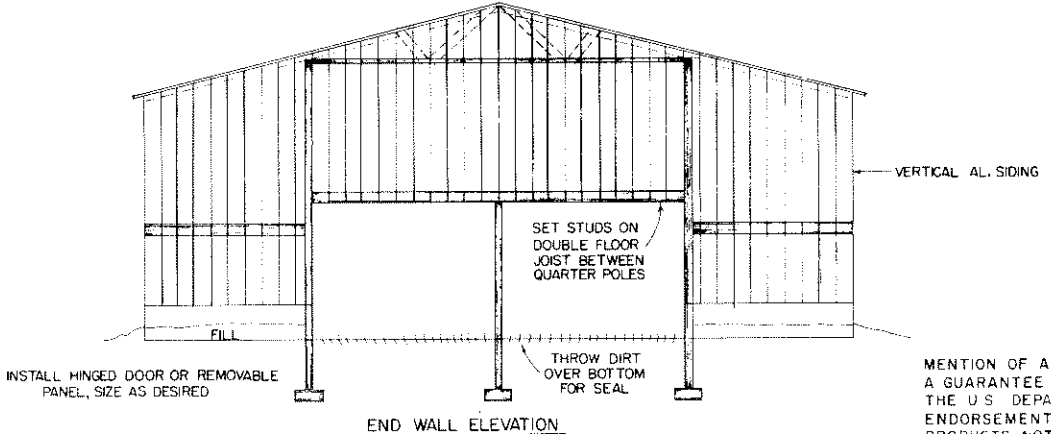 VERTICAL AL. SIDING
SET STUDS ON
DOUBLE FLOOR
JOIST BETWEEN
QUARTER POLES
FILL
INSTALL HINGED DOOR OR REMOVABLE
PANEL, SIZE AS DESIRED
THROW DIRT
OVER BOTTOM
FOR SEAL
END WALL ELEVATION
MENTION OF A
A GUARANTEE
THE U S DEPA
ENDORSEMENT